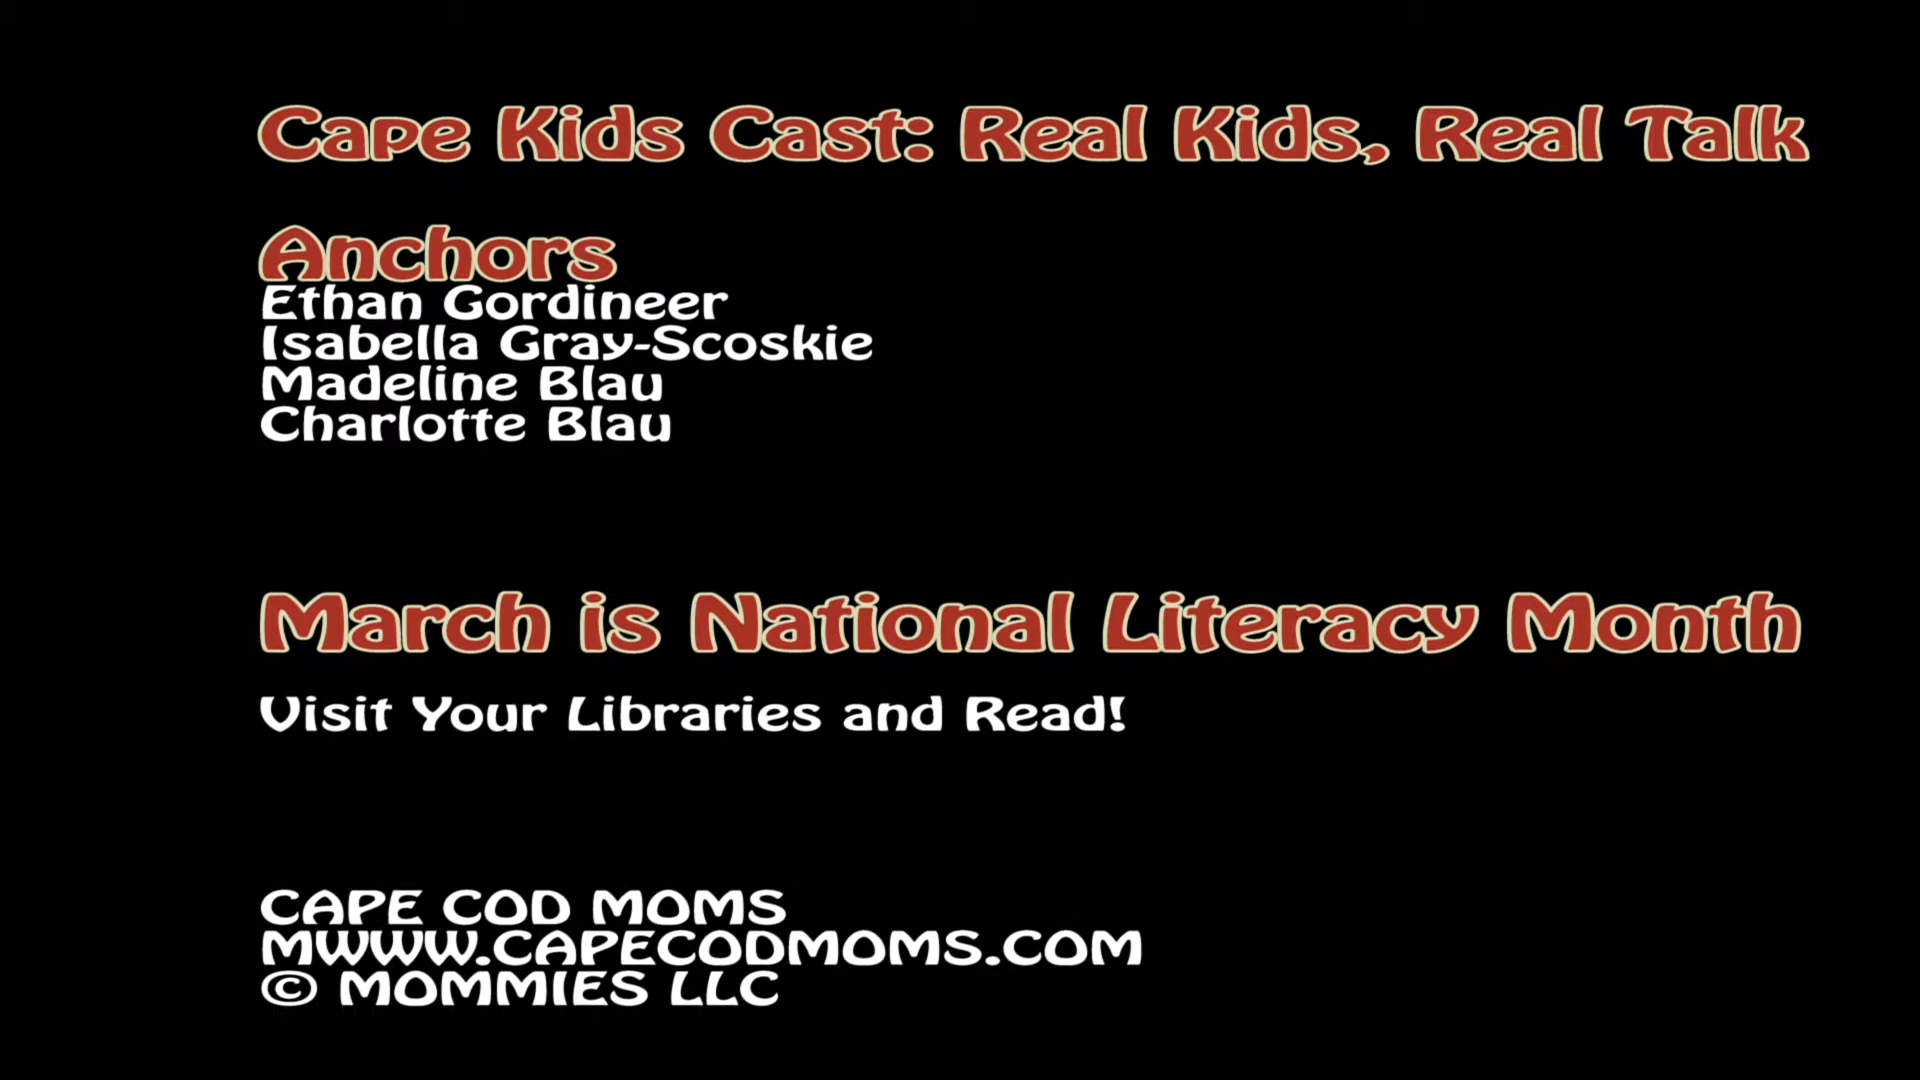 Cape Kids Cast: Real Kids, Real Talk
Anchors
Ethan Gordineer
Isabella Gray-Scoskie
Madeline Blau
Charlotte Blau
March is National Literacy Month
Visit Your Libraries and Read!
CAPE COD MOMS
MWWW.CAPECODMOMS.COM
© MOMMIES LLC